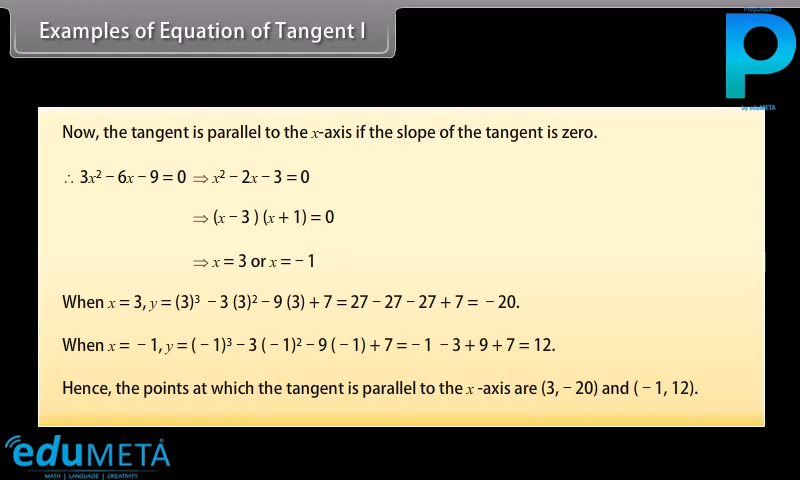 Examples of Equation of Tangent I
P
by eduMETA
Now, the tangent is parallel to the x-axis if the slope of the tangent is zero.
∴ 3x² − 6x − 9 = 0 ⇒ x² − 2x − 3 = 0
⇒ (x − 3 ) (x + 1) = 0
⇒ x = 3 or x = − 1
When x = 3, y = (3)³ − 3 (3)² − 9 (3) + 7 = 27 − 27 − 27 + 7 = − 20.
When x = − 1, y = ( − 1)³ − 3 ( − 1)² − 9 ( − 1) + 7 = − 1 − 3 + 9 + 7 = 12.
Hence, the points at which the tangent is parallel to the x -axis are (3, − 20) and ( − 1, 12).
eduMETA
MATH | LANGUAGE | CREATIVITY